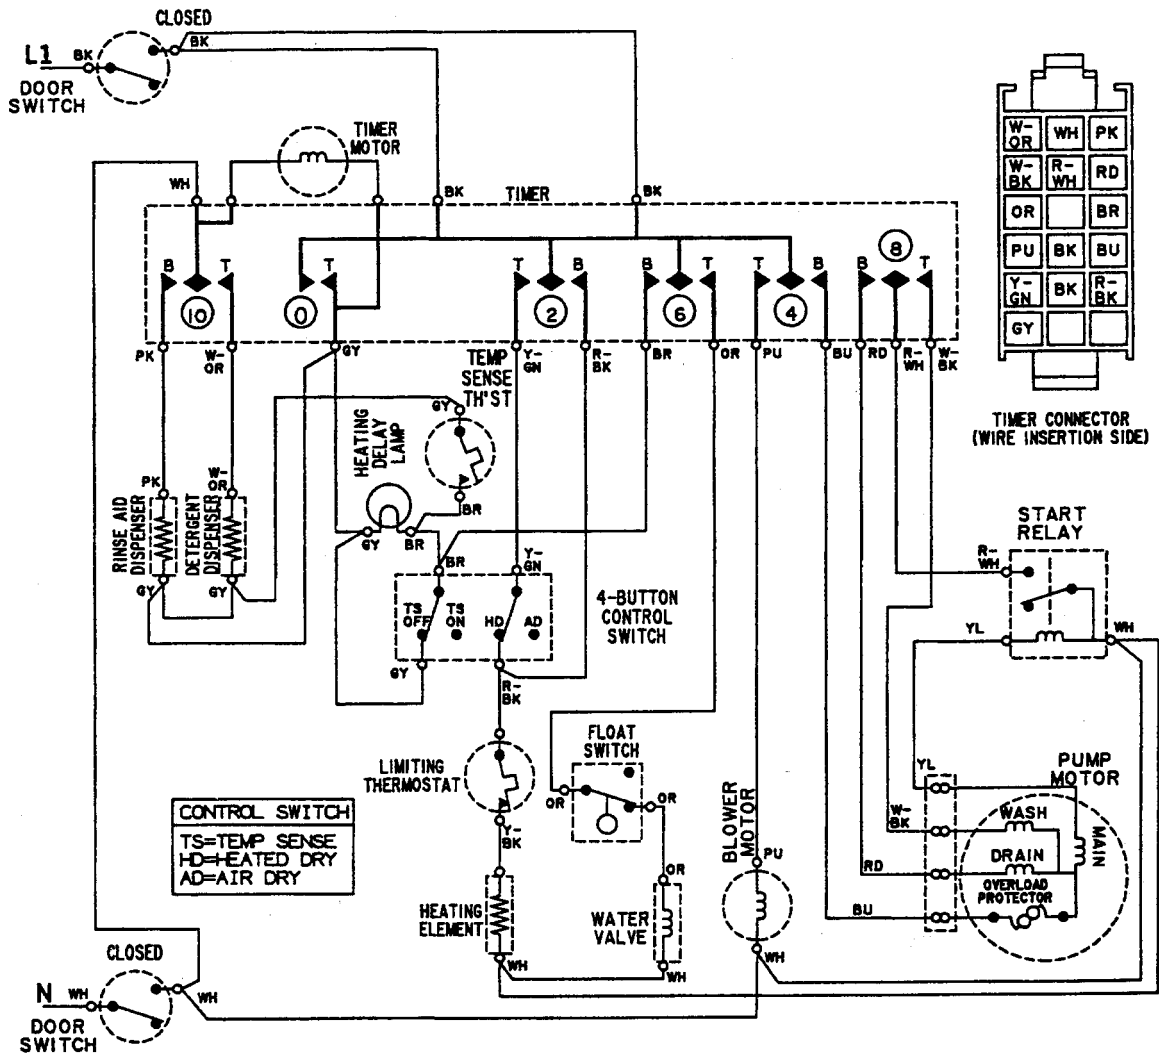 CLOSED
L1
BK
BK
DOOR
SWITCH
TIMER
MOTOR
WH
BK
TIMER
BK
B
T
T
T
B
B
T
T
B
B
8
T
10
0
2
6
4
PK
W-
OR
GY
Y-
GN
R-
BK
BR
OR
PU
BU
RD
R-
WH
W-
BK
TEMP
SENSE
TH'ST
GY
HEATING
DELAY
LAMP
PK
W-
OR
BR
RINSE AID
DISPENSER
DETERGENT
DISPENSER
GY
BR
GY
GY
BR
Y-
GN
TS
OFF
TS
ON
HD
AD
4-BUTTON
CONTROL
SWITCH
GY
R-
BK
W-
OR
WH
PK
W-
BK
R-
WH
RD
OR
BR
PU
BK
BU
Y-
GN
BK
R-
BK
GY
TIMER CONNECTOR
(WIRE INSERTION SIDE)
START
RELAY
R-
WH
YL
WH
LIMITING
THERMOSTAT
FLOAT
SWITCH
OR
OR
Y-
BK
OR
CONTROL SWITCH
TS=TEMP SENSE
HD=HEATED DRY
AD=AIR DRY
BLOWER
MOTOR
PU
YL
PUMP
MOTOR
W-
BK
WASH
MAIN
DRAIN
RD
OVERLOAD
PROTECTOR
BU
HEATING
ELEMENT
WATER
VALVE
WH
WH
WH
CLOSED
N
WH
WH
DOOR
SWITCH